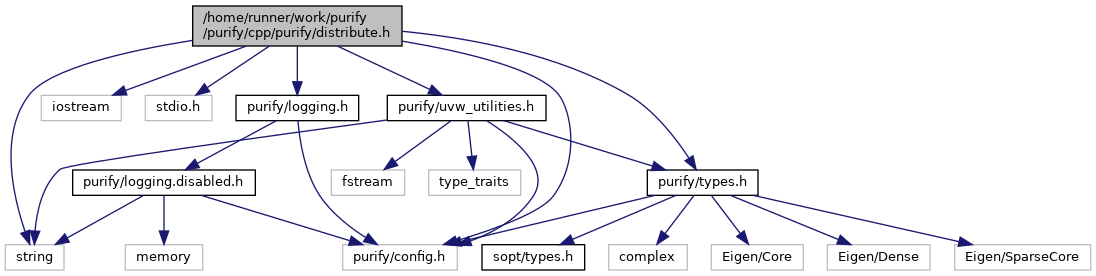 /home/runner/work/purify
/purify/cpp/purify/distribute.h
iostream
stdio.h
purify/logging.h
purify/uvw_utilities.h
purify/logging.disabled.h
fstream
type_traits
purify/types.h
string
memory
purify/config.h
sopt/types.h
complex
Eigen/Core
Eigen/Dense
Eigen/SparseCore